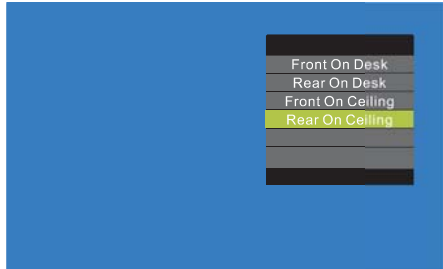 Front On Desk
Rear On Desk
Front On Ceiling
Rear On Ceiling